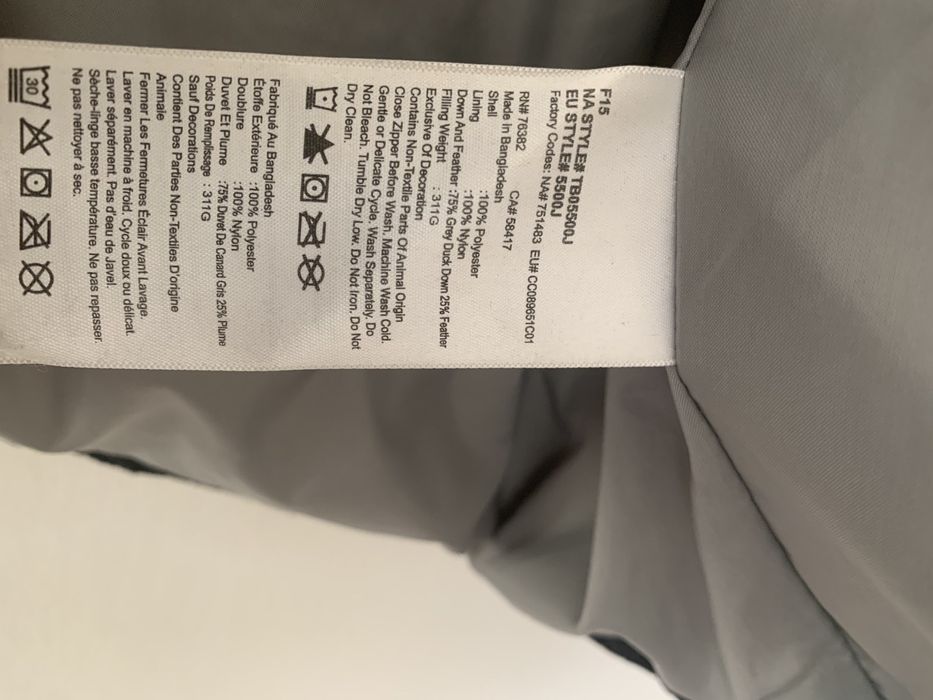 F15
NA STYLE# TB05500J
EU STYLE# 5500J
Factory Codes: NA# 751483 EU# CC089651C01
RN# 76382 CA# 58417
Made In Bangladesh
Shell :100% Polyester
Lining :100% Nylon
Down And Feather :75% Grey Duck Down 25% Feather
Filling Weight : 311G
Exclusive Of Decoration
Contains Non-Textile Parts Of Animal Origin
Close Zipper Before Wash. Machine Wash Cold.
Gentle or Delicate Cycle. Wash Separately. Do
Not Bleach. Tumble Dry Low. Do Not Iron. Do Not
Dry Clean.
Fabriqué Au Bangladesh
Étoffe Extérieure :100% Polyester
Doublure :100% Nylon
Duvet Et Plume :75% Duvet De Canard Gris 25% Plume
Poids De Remplissage : 311G
Sauf Decorations
Contient Des Parties Non-Textiles D'origine
Animale
Fermer Les Fermetures Éclair Avant Lavage.
Laver en machine à froid. Cycle doux ou délicat.
Laver séparément. Pas d'eau de Javel.
Sèche-linge basse température. Ne pas repasser.
Ne pas nettoyer à sec.
30